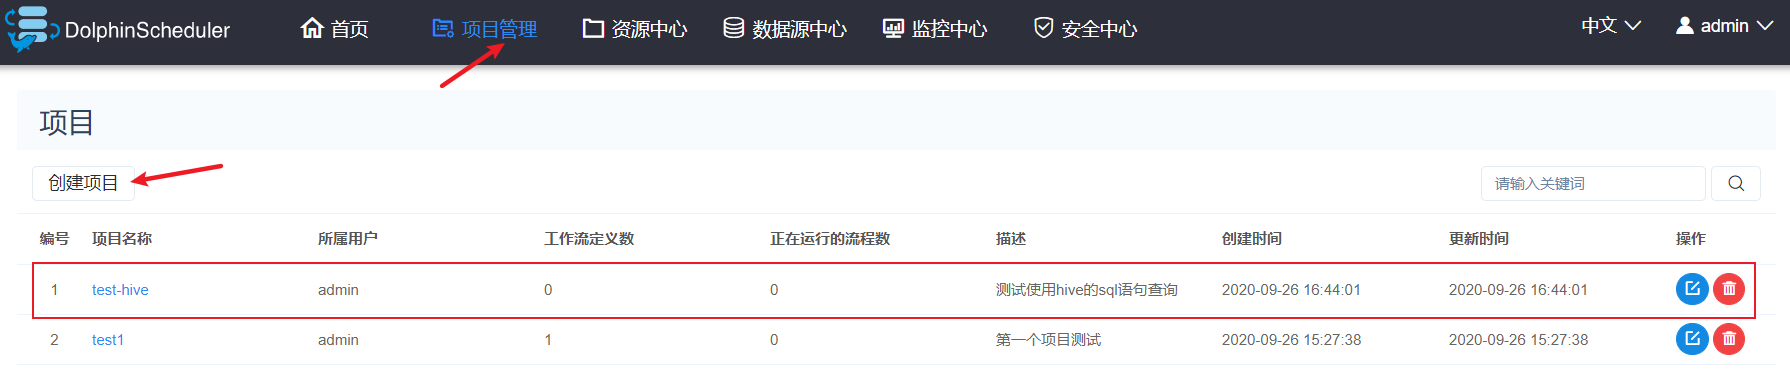 DolphinScheduler 首页 项目管理 资源中心 数据源中心 监控中心 安全中心 中文 admin
项目
创建项目 请输入关键词
编号 项目名称 所属用户 工作流定义数 正在运行的流程数 描述 创建时间 更新时间 操作
1 test-hive admin 0 0 测试使用hive的sql语句查询 2020-09-26 16:44:01 2020-09-26 16:44:01
2 test1 admin 1 0 第一个项目测试 2020-09-26 15:27:38 2020-09-26 15:27:38